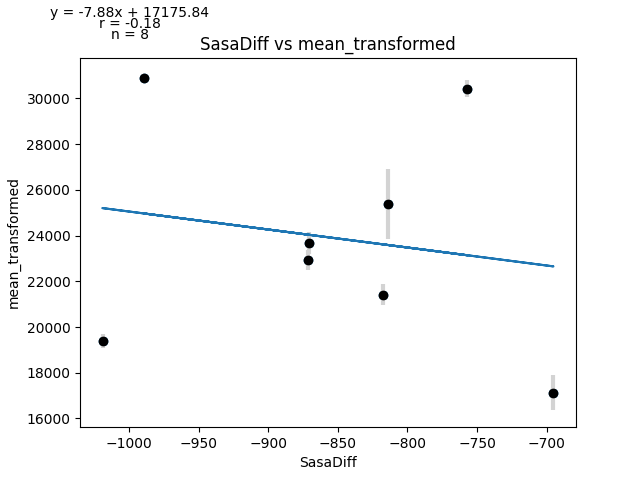 y = -7.88x + 17175.84
r = -0.18
n = 8
SasaDiff vs mean_transformed
30000
28000
26000
24000
22000
20000
18000
16000
mean_transformed
−1000
−950
−900
−850
−800
−750
−700
SasaDiff